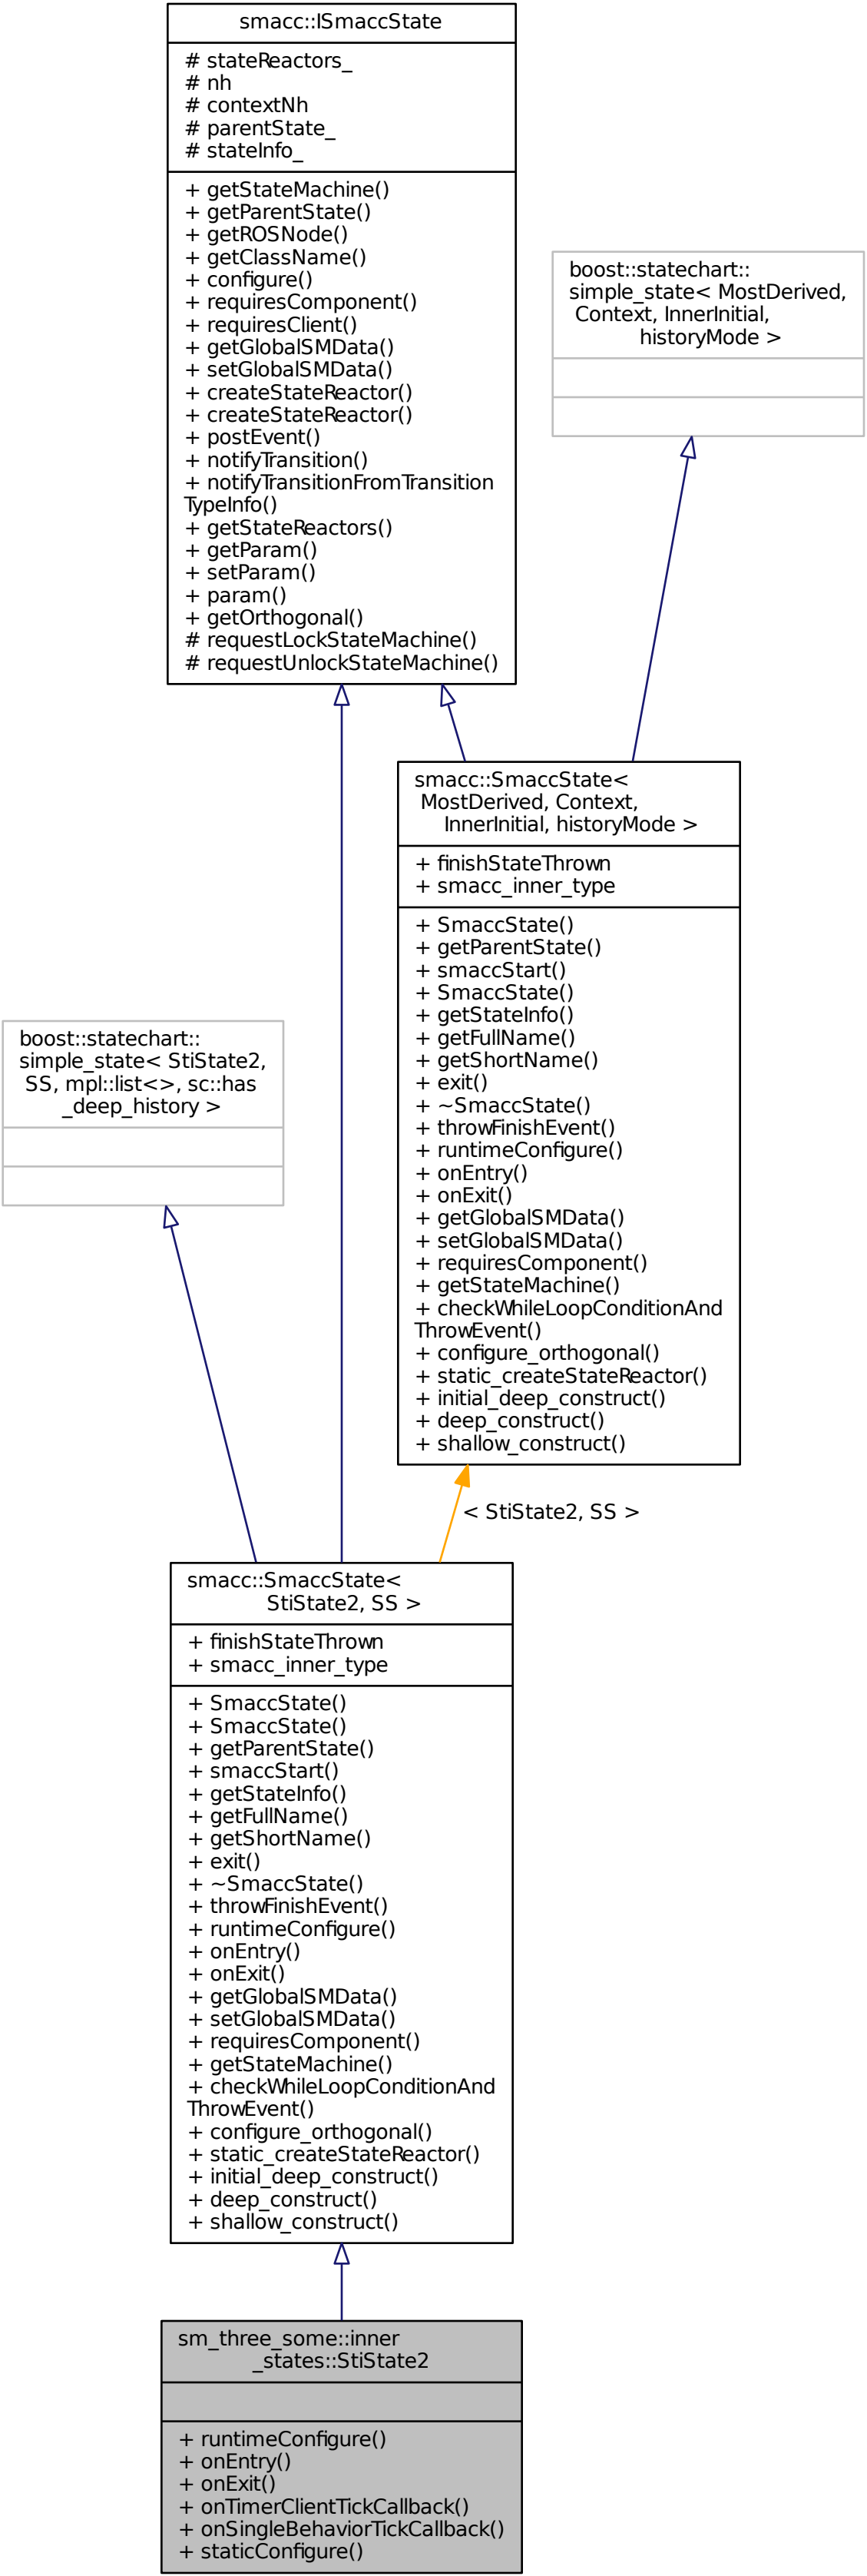 smacc::ISmaccState
# stateReactors_
# nh
# contextNh
# parentState_
# stateInfo_
+ getStateMachine()
+ getParentState()
+ getROSNode()
+ getClassName()
+ configure()
+ requiresComponent()
+ requiresClient()
+ getGlobalSMData()
+ setGlobalSMData()
+ createStateReactor()
+ createStateReactor()
+ postEvent()
+ notifyTransition()
+ notifyTransitionFromTransition
TypeInfo()
+ getStateReactors()
+ getParam()
+ setParam()
+ param()
+ getOrthogonal()
# requestLockStateMachine()
# requestUnlockStateMachine()
boost::statechart::
simple_state< MostDerived,
Context, InnerInitial,
historyMode >
smacc::SmaccState<
MostDerived, Context,
InnerInitial, historyMode >
+ finishStateThrown
+ smacc_inner_type
+ SmaccState()
+ getParentState()
+ smaccStart()
+ SmaccState()
+ getStateInfo()
+ getFullName()
+ getShortName()
+ exit()
+ ~SmaccState()
+ throwFinishEvent()
+ runtimeConfigure()
+ onEntry()
+ onExit()
+ getGlobalSMData()
+ setGlobalSMData()
+ requiresComponent()
+ getStateMachine()
+ checkWhileLoopConditionAnd
ThrowEvent()
+ configure_orthogonal()
+ static_createStateReactor()
+ initial_deep_construct()
+ deep_construct()
+ shallow_construct()
boost::statechart::
simple_state< StiState2,
SS, mpl::list<>, sc::has
_deep_history >
< StiState2, SS >
smacc::SmaccState<
StiState2, SS >
+ finishStateThrown
+ smacc_inner_type
+ SmaccState()
+ SmaccState()
+ getParentState()
+ smaccStart()
+ getStateInfo()
+ getFullName()
+ getShortName()
+ exit()
+ ~SmaccState()
+ throwFinishEvent()
+ runtimeConfigure()
+ onEntry()
+ onExit()
+ getGlobalSMData()
+ setGlobalSMData()
+ requiresComponent()
+ getStateMachine()
+ checkWhileLoopConditionAnd
ThrowEvent()
+ configure_orthogonal()
+ static_createStateReactor()
+ initial_deep_construct()
+ deep_construct()
+ shallow_construct()
sm_three_some::inner
_states::StiState2
+ runtimeConfigure()
+ onEntry()
+ onExit()
+ onTimerClientTickCallback()
+ onSingleBehaviorTickCallback()
+ staticConfigure()